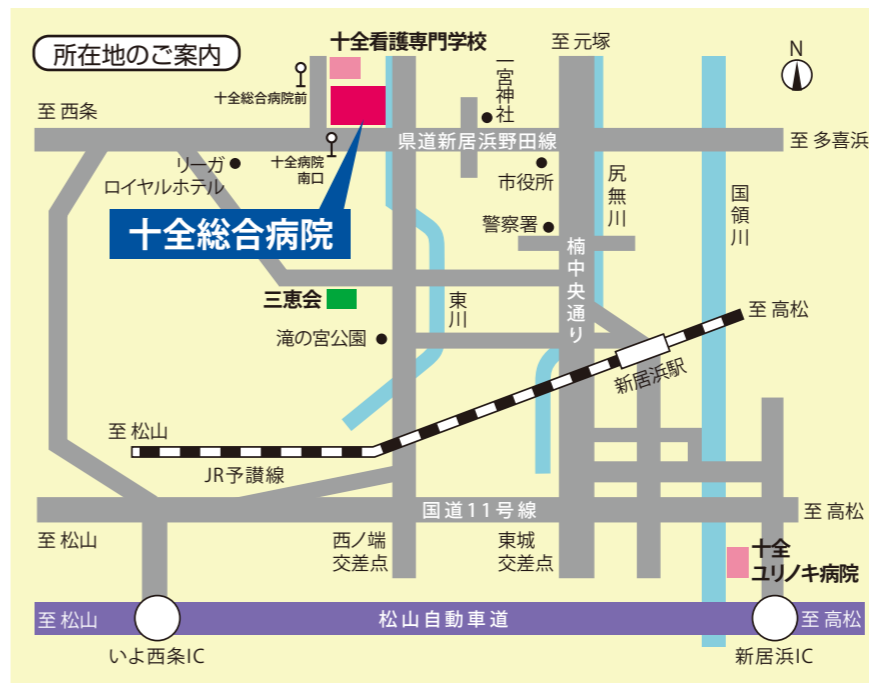 所在地のご案内
十全看護専門学校
至 元塚
N
十全総合病院前
一宮神社
至 西条
県道新居浜野田線
至 多喜浜
リーガ
ロイヤルホテル
十全病院
南口
市役所
尻無川
国領川
十全総合病院
警察署
楠中央通り
三恵会
東川
至 高松
滝の宮公園
新居浜駅
至 松山
JR予讃線
国道11号線
至 高松
至 松山
西ノ端
交差点
東城
交差点
十全
ユリノキ病院
至 松山
松山自動車道
至 高松
いよ西条IC
新居浜IC